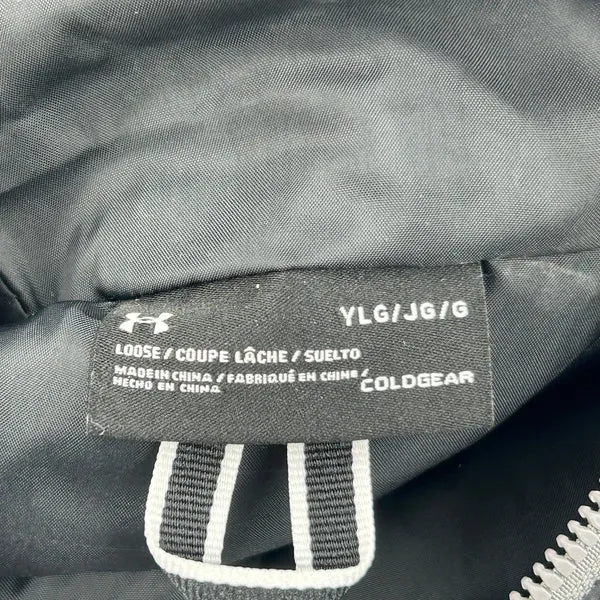 YLG/JG/G
LOOSE / COUPE LÂCHE / SUELTO
MADE IN CHINA / FABRIQUÉ EN CHINE /
HECHO EN CHINA
COLDGEAR